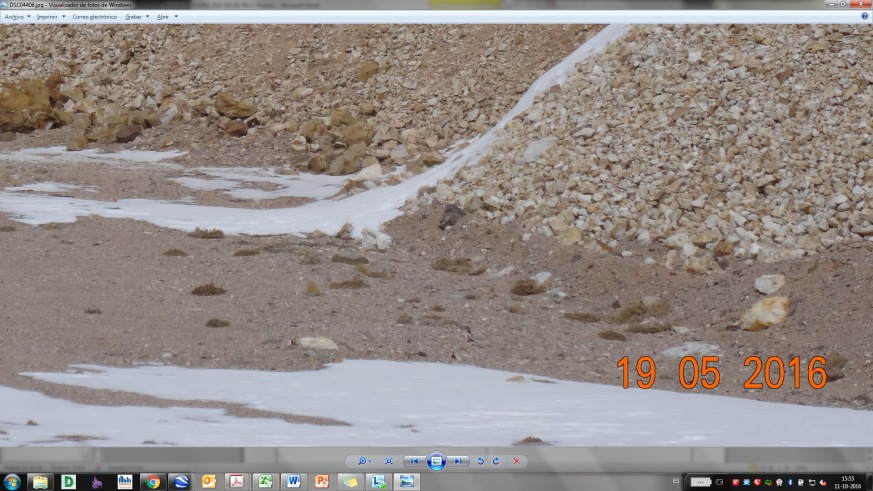 DSC04406.jpg - Visualizador de fotos de Windows
Archivo Imprimir Correo electrónico Grabar Abrir
19 05 2016
ES 15:55
11-10-2016